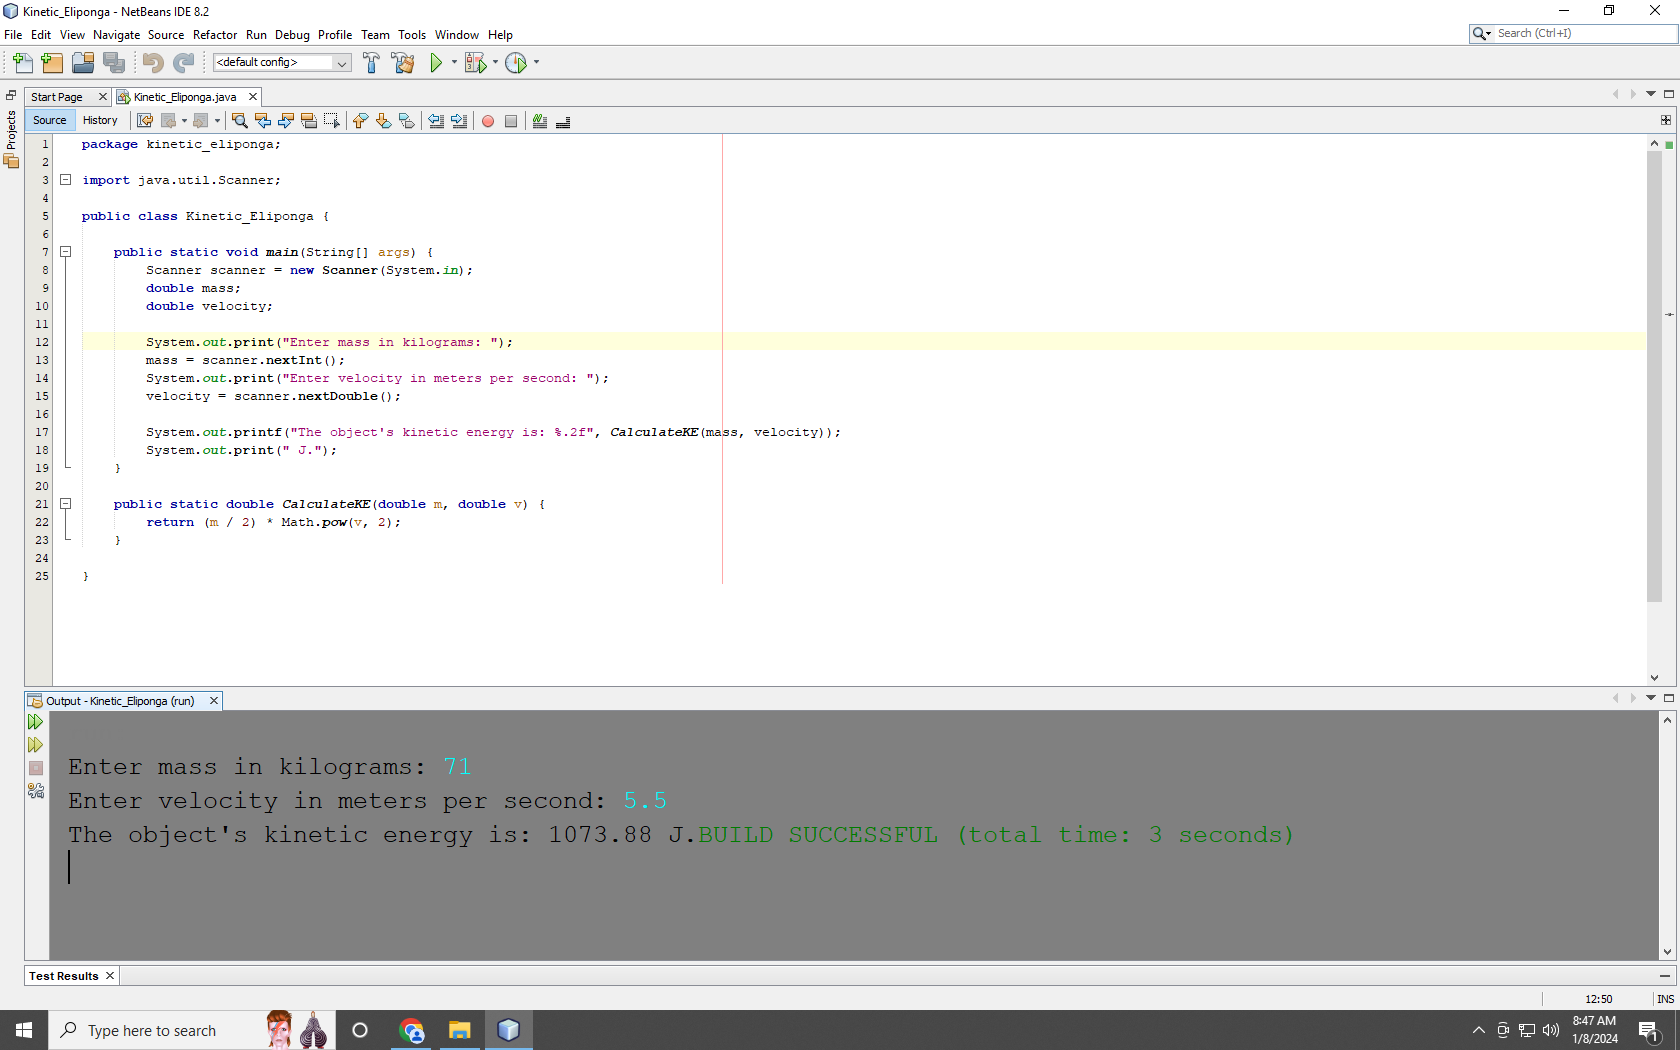 Kinetic_Eliponga - NetBeans IDE 8.2
File Edit View Navigate Source Refactor Run Debug Profile Team Tools Window Help
Search (Ctrl+I)
<default config>
Projects
Start Page
Kinetic_Eliponga.java
Source History
1 package kinetic_eliponga;
2
3 import java.util.Scanner;
4
5 public class Kinetic_Eliponga {
6
7 public static void main(String[] args) {
8 Scanner scanner = new Scanner(System.in);
9 double mass;
10 double velocity;
11
12 System.out.print("Enter mass in kilograms: ");
13 mass = scanner.nextInt();
14 System.out.print("Enter velocity in meters per second: ");
15 velocity = scanner.nextDouble();
16
17 System.out.printf("The object's kinetic energy is: %.2f", CalculateKE(mass, velocity));
18 System.out.print(" J.");
19 }
20
21 public static double CalculateKE(double m, double v) {
22 return (m / 2) * Math.pow(v, 2);
23 }
24
25 }
Output - Kinetic_Eliponga (run)
Enter mass in kilograms: 71
Enter velocity in meters per second: 5.5
The object's kinetic energy is: 1073.88 J.BUILD SUCCESSFUL (total time: 3 seconds)
Test Results
12:50 INS
Type here to search
8:47 AM
1/8/2024
1